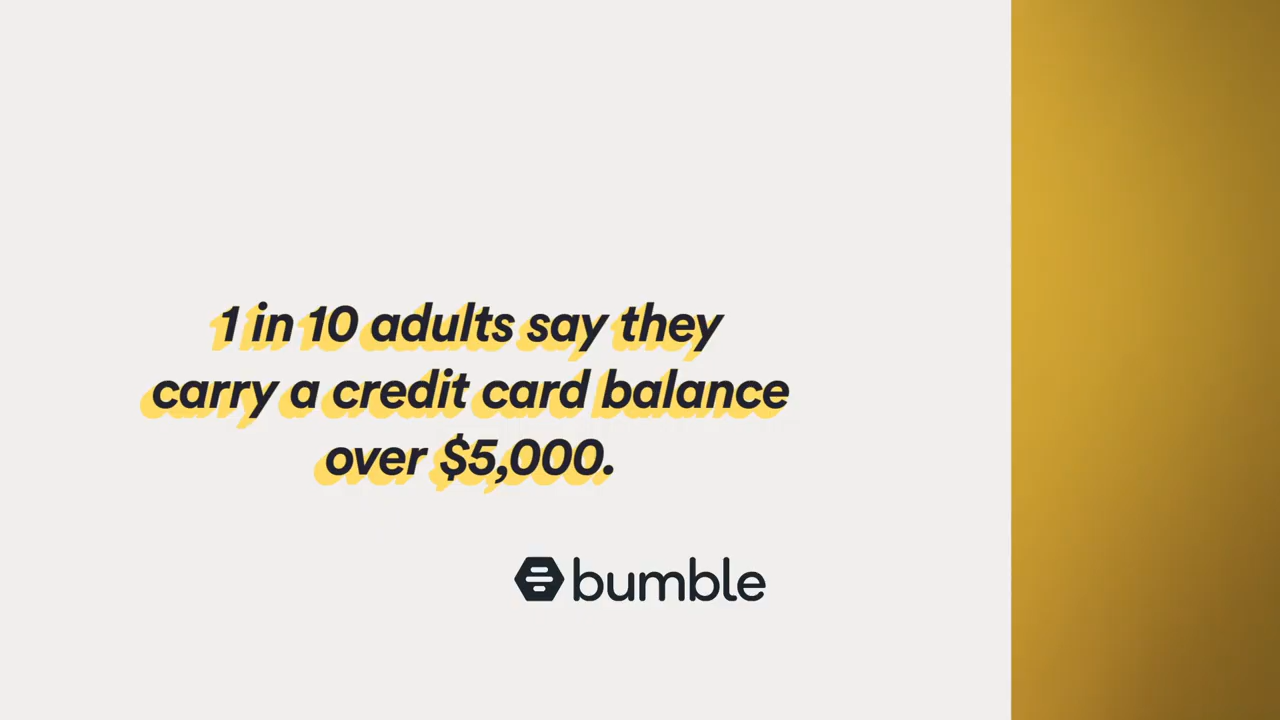 1 in 10 adults say they
carry a credit card balance
over $5,000.
bumble